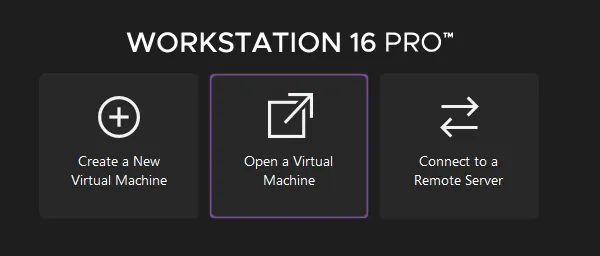 WORKSTATION 16 PRO™
Create a New
Virtual Machine
Open a Virtual
Machine
Connect to a
Remote Server